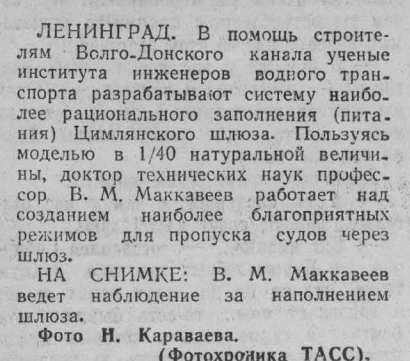 ЛЕНИНГРАД. В помощь строите-
лям Волго-Донского канала ученые
института инженеров водного тран-
спорта разрабатывают систему наибо-
лее рационального заполнения (пита-
ния) Цимлянского шлюза. Пользуясь
моделью в 1/40 натуральной величи-
ны, доктор технических наук профес-
сор В. М. Маккавеев работает над
созданием наиболее благоприятных
режимов для пропуска судов через
шлюз.
НА СНИМКЕ: В. М. Маккавеев
ведет наблюдение за наполнением
шлюза.
Фото Н. Караваева.
(Фотохроника ТАСС).